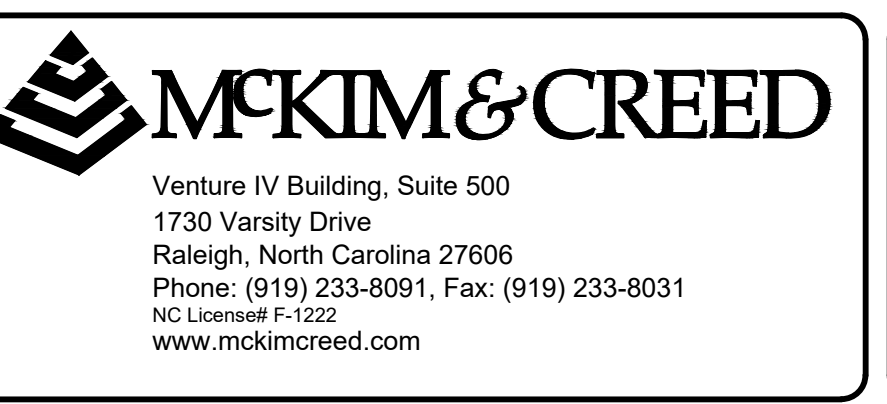 McKIM & CREED
Venture IV Building, Suite 500
1730 Varsity Drive
Raleigh, North Carolina 27606
Phone: (919) 233-8091, Fax: (919) 233-8031
NC License# F-1222
www.mckimcreed.com